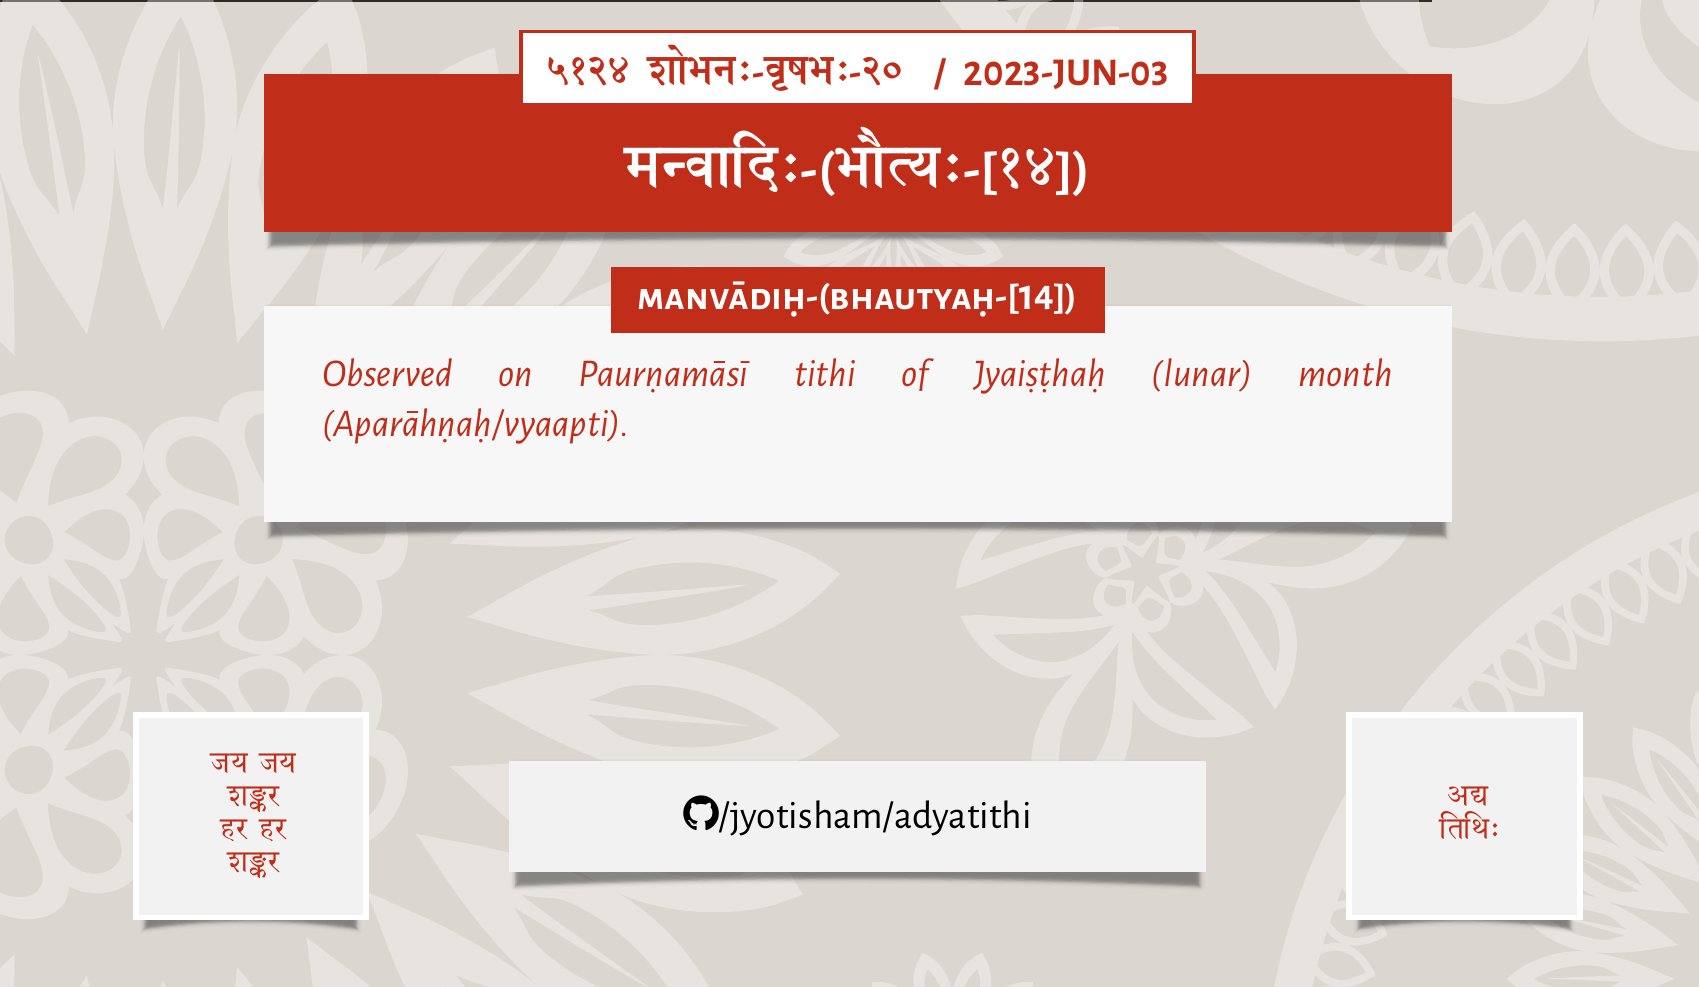 ५१२४ शोभनः-वृषभः-२० / 2023-JUN-03
मन्वादिः-(भौत्यः-[१४])
MANVĀDIḤ-(BHAUTYAḤ-[14])
Observed on Paurṇamāsī tithi of Jyaiṣṭhaḥ (lunar) month
(Aparāhṇaḥ/vyaapti).
जय जय
शङ्कर
हर हर
शङ्कर
/jyotisham/adyatithi
अद्य
तिथिः